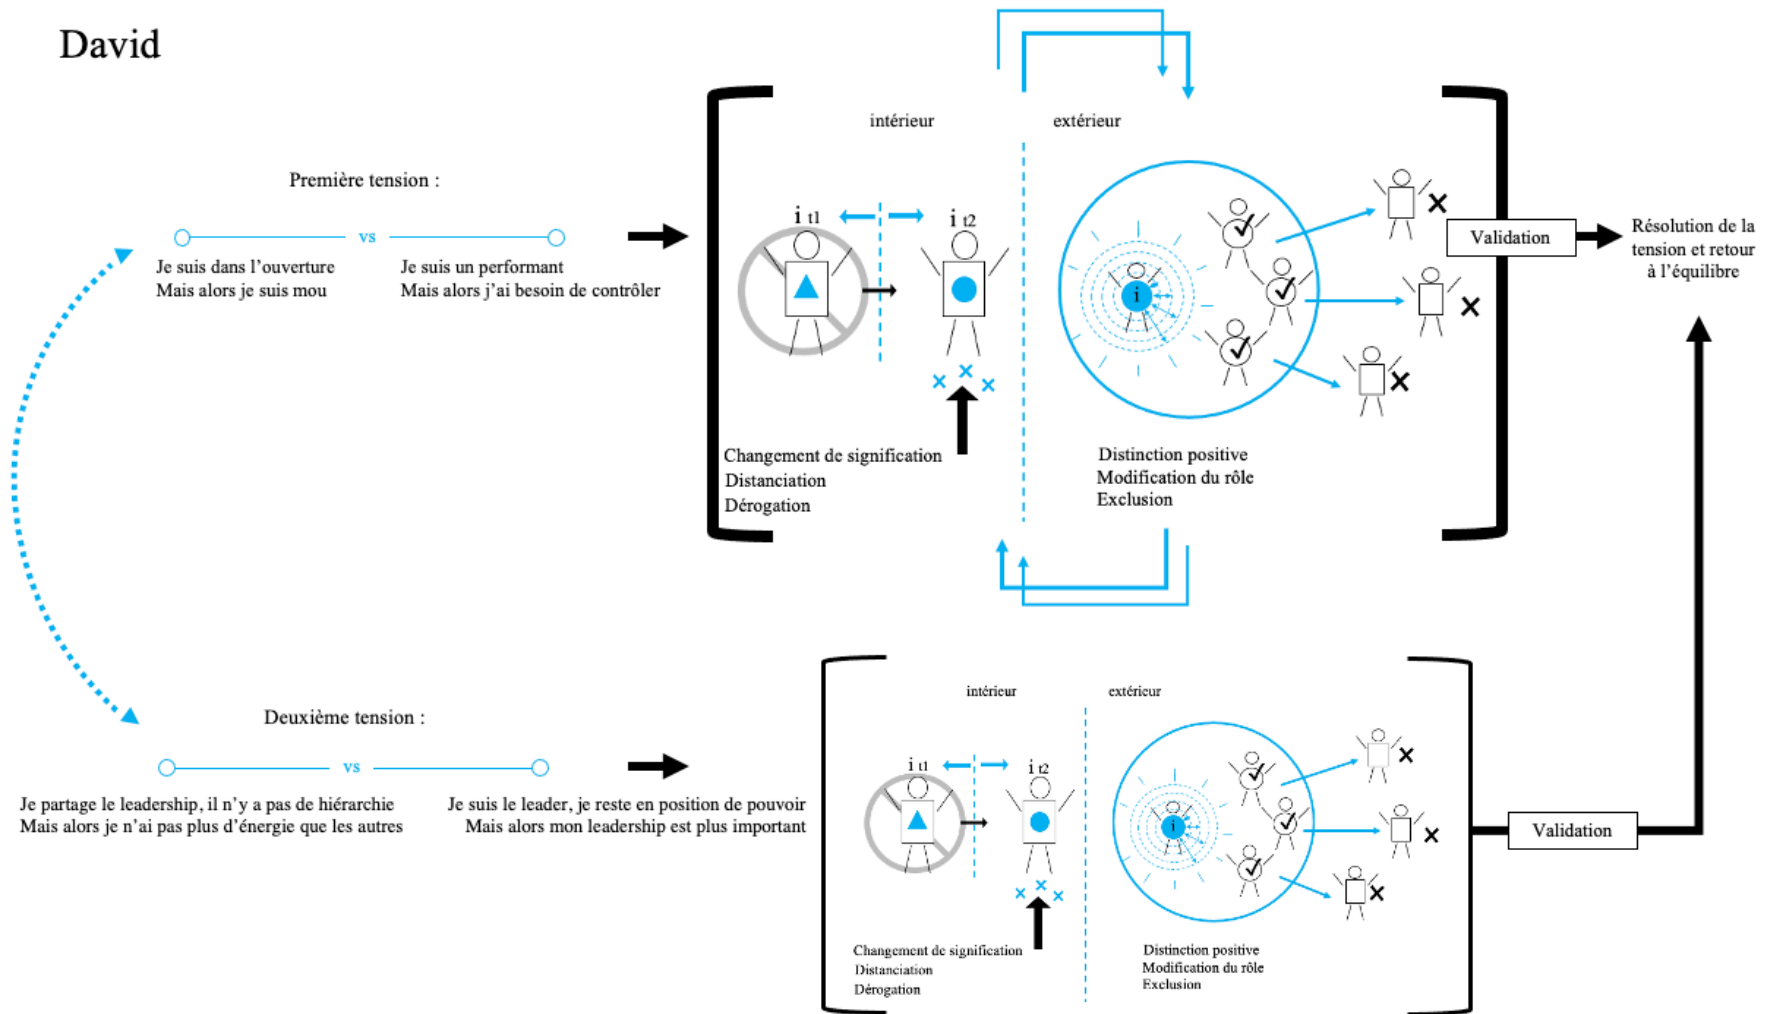 David
Première tension :
vs
Je suis dans l’ouverture
Mais alors je suis mou
Je suis un performant
Mais alors j’ai besoin de contrôler
intérieur
extérieur
i t1
i t2
i
Changement de signification
Distanciation
Dérogation
Distinction positive
Modification du rôle
Exclusion
Validation
Résolution de la
tension et retour
à l’équilibre
Deuxième tension :
vs
Je partage le leadership, il n’y a pas de hiérarchie
Mais alors je n’ai pas plus d’énergie que les autres
Je suis le leader, je reste en position de pouvoir
Mais alors mon leadership est plus important
intérieur
extérieur
i t1
i t2
i
Changement de signification
Distanciation
Dérogation
Distinction positive
Modification du rôle
Exclusion
Validation